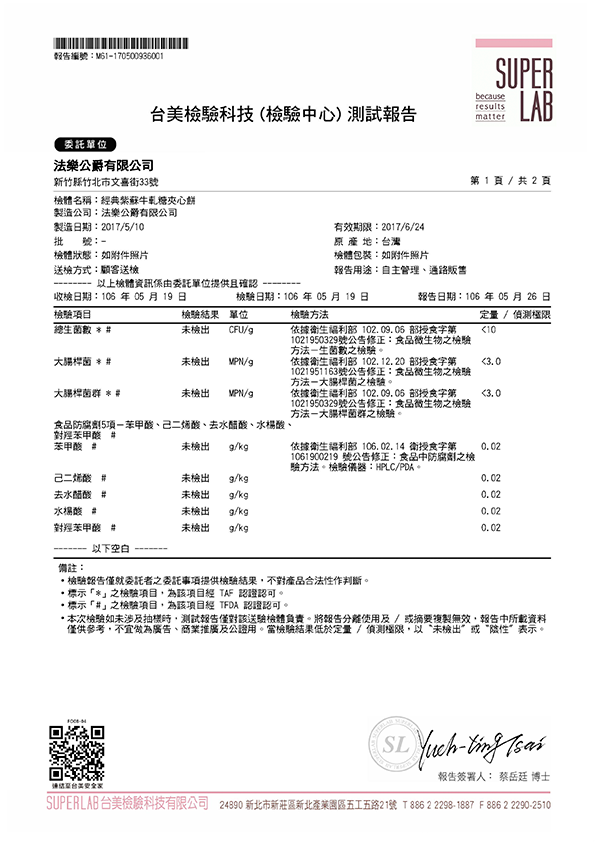 報告編號：M61-170500936001
SUPER
LAB
because
results
matter
台美檢驗科技（檢驗中心）測試報告
委託單位
法樂公爵有限公司
新竹縣竹北市文喜街33號
第 1 頁 / 共 2 頁
檢體名稱：經典紫蘇牛軋糖夾心餅
製造公司：法樂公爵有限公司
製造日期：2017/5/10 有效期限：2017/6/24
批　　號：- 原 產 地：台灣
檢體狀態：如附件照片 檢體包裝：如附件照片
送檢方式：顧客送檢 報告用途：自主管理、通路販售
-------- 以上檢體資訊係由委託單位提供且確認 --------
收檢日期：106 年 05 月 19 日 檢驗日期：106 年 05 月 19 日 報告日期：106 年 05 月 26 日
檢驗項目 檢驗結果 單位 檢驗方法 定量 / 偵測極限
總生菌數 * # 未檢出 CFU/g 依據衛生福利部 102.09.06 部授食字第 <10
1021950329號公告修正：食品微生物之檢驗
方法－生菌數之檢驗。
大腸桿菌 * # 未檢出 MPN/g 依據衛生福利部 102.12.20 部授食字第 <3.0
1021951163號公告修正：食品微生物之檢驗
方法－大腸桿菌之檢驗。
大腸桿菌群 * # 未檢出 MPN/g 依據衛生福利部 102.09.06 部授食字第 <3.0
1021950329號公告修正：食品微生物之檢驗
方法－大腸桿菌群之檢驗。
食品防腐劑5項－苯甲酸、己二烯酸、去水醋酸、水楊酸、
對羥苯甲酸 #
苯甲酸 # 未檢出 g/kg 依據衛生福利部 106.02.14 衛授食字第 0.02
1061900219 號公告修正：食品中防腐劑之檢
驗方法。檢驗儀器：HPLC/PDA。
己二烯酸 # 未檢出 g/kg 0.02
去水醋酸 # 未檢出 g/kg 0.02
水楊酸 # 未檢出 g/kg 0.02
對羥苯甲酸 # 未檢出 g/kg 0.02
------- 以下空白 -------
備註：
•檢驗報告僅就委託者之委託事項提供檢驗結果，不對產品合法性作判斷。
•標示「*」之檢驗項目，為該項目經 TAF 認證認可。
•標示「#」之檢驗項目，為該項目經 TFDA 認證認可。
•本次檢驗如未涉及抽樣時，測試報告僅對該送驗檢體負責。將報告分離使用及 / 或摘要複製無效，報告中所載資料
僅供參考，不宜做為廣告、商業推廣及公證用。當檢驗結果低於定量 / 偵測極限，以〝未檢出〞或〝陰性〞表示。
FO08-04
連結至台美安全家
SL
Yueh-ting Tsai
報告簽署人： 蔡岳廷 博士
SUPERLAB台美檢驗科技有限公司 24890 新北市新莊區新北產業園區五工五路21號 T 886 2 2298-1887 F 886 2 2290-2510